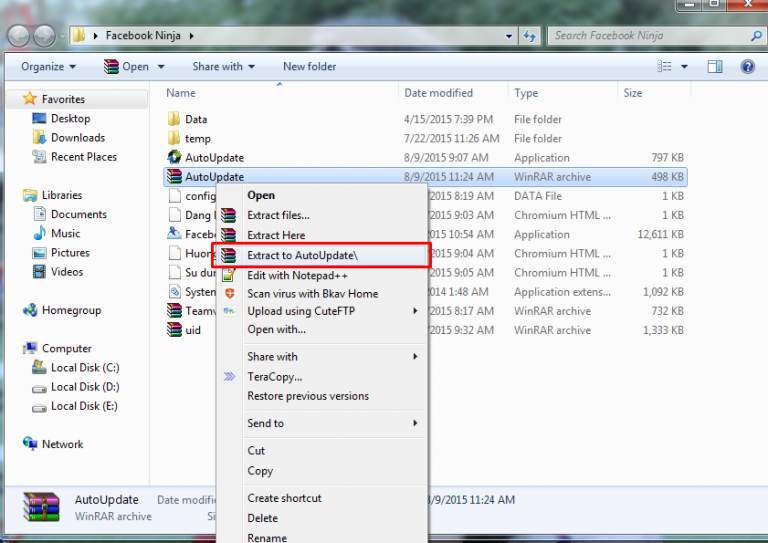 Facebook Ninja
Search Facebook Ninja
Organize Open Share with New folder
Name Date modified Type Size
Favorites
Desktop
Downloads
Recent Places
Libraries
Documents
Music
Pictures
Videos
Homegroup
Computer
Local Disk (C:)
Local Disk (D:)
Local Disk (E:)
Network
Data 4/15/2015 7:39 PM File folder
temp 7/22/2015 11:26 AM File folder
AutoUpdate 8/9/2015 9:07 AM Application 797 KB
AutoUpdate 8/9/2015 11:24 AM WinRAR archive 498 KB
config 2015 8:19 AM DATA File 1 KB
Dang 2015 9:03 AM Chromium HTML ... 1 KB
Faceb 2015 10:54 AM Application 12,611 KB
Huon 2015 9:04 AM Chromium HTML ... 1 KB
Su du 2015 9:05 AM Chromium HTML ... 1 KB
System 2014 1:48 AM Application extens... 1,092 KB
Teamv 2015 8:17 AM WinRAR archive 732 KB
uid 2015 9:32 AM WinRAR archive 1,333 KB
Open
Extract files...
Extract Here
Extract to AutoUpdate\
Edit with Notepad++
Scan virus with Bkav Home
Upload using CuteFTP
Open with...
Share with
TeraCopy...
Restore previous versions
Send to
Cut
Copy
Create shortcut
Delete
Rename
AutoUpdate Date modifi 8/9/2015 11:24 AM
WinRAR archive Si